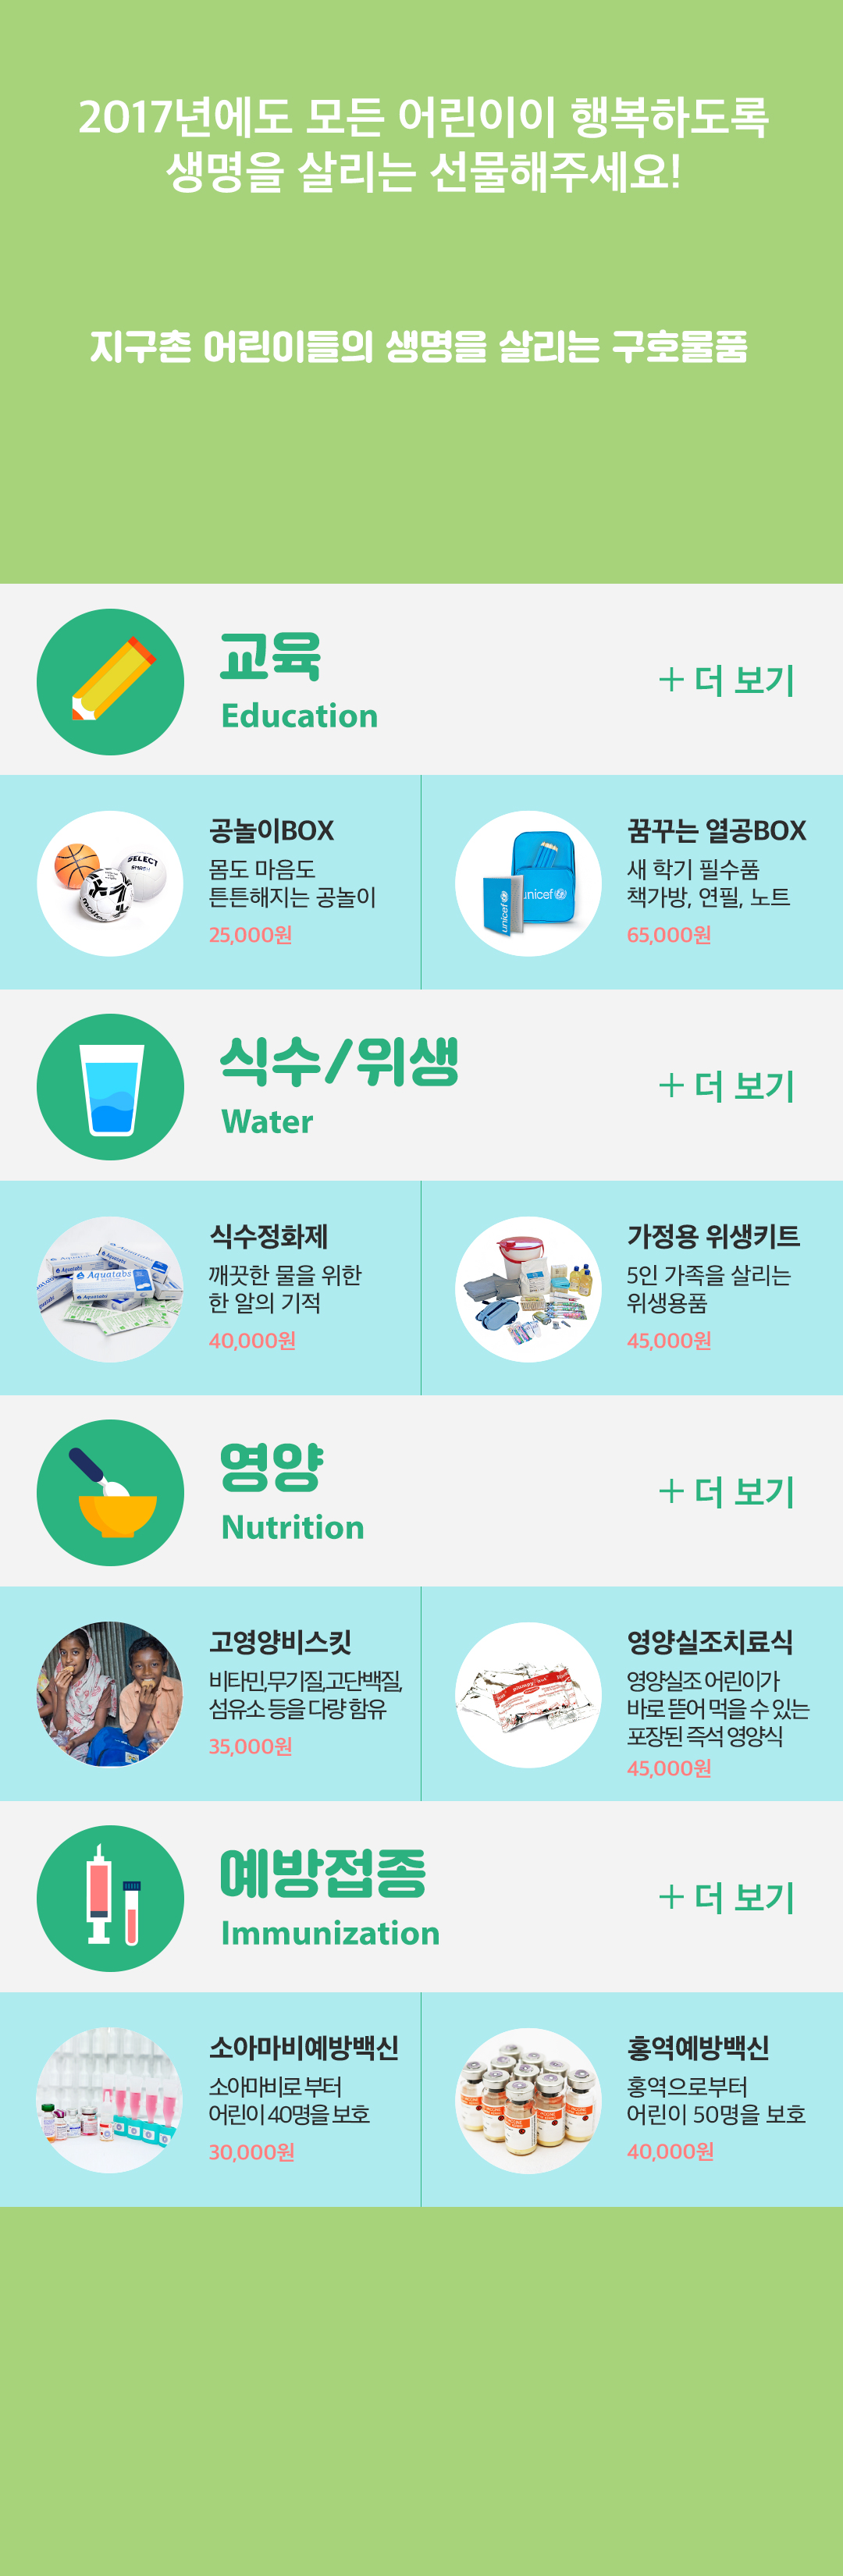 2017년에도 모든 어린이이 행복하도록
생명을 살리는 선물해주세요!
지구촌 어린이들의 생명을 살리는 구호물품
교육
Education
+ 더 보기
공놀이BOX
몸도 마음도
튼튼해지는 공놀이
25,000원
SELECT
molten
꿈꾸는 열공BOX
새 학기 필수품
책가방, 연필, 노트
65,000원
unicef
unicef
식수/위생
Water
+ 더 보기
식수정화제
깨끗한 물을 위한
한 알의 기적
40,000원
Aquatabs
Aquatabs
Aquatabs
가정용 위생키트
5인 가족을 살리는
위생용품
45,000원
영양
Nutrition
+ 더 보기
고영양비스킷
비타민,무기질,고단백질,
섬유소 등을 다량 함유
35,000원
영양실조치료식
영양실조 어린이가
바로 뜯어 먹을 수 있는
포장된 즉석 영양식
45,000원
예방접종
Immunization
+ 더 보기
소아마비예방백신
소아마비로 부터
어린이 40명을 보호
30,000원
홍역예방백신
홍역으로부터
어린이 50명을 보호
40,000원